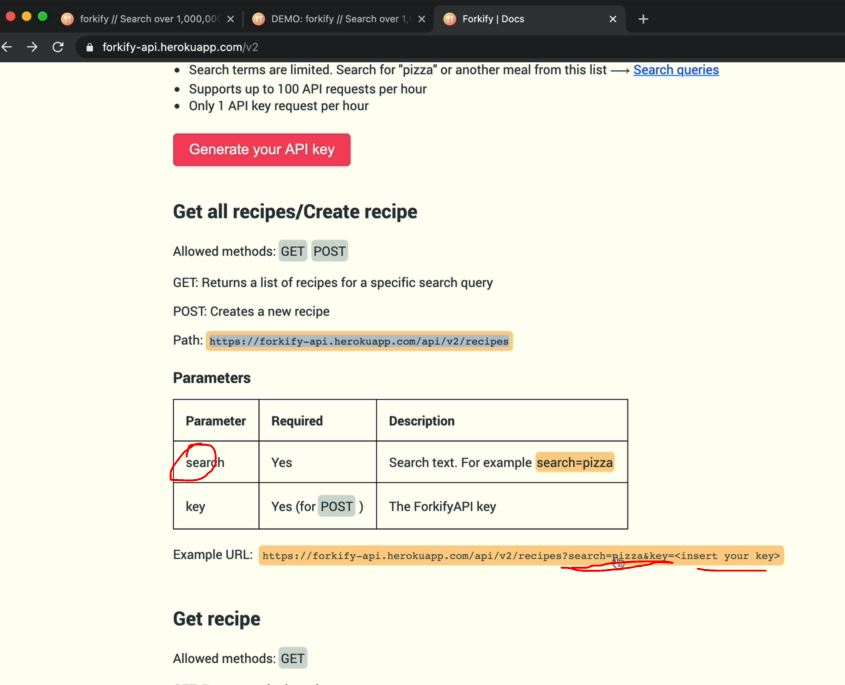 forkify // Search over 1,000,00
DEMO: forkify // Search over 1,
Forkify | Docs
forkify-api.herokuapp.com/v2
Search terms are limited. Search for "pizza" or another meal from this list ⟶ Search queries
Supports up to 100 API requests per hour
Only 1 API key request per hour
Generate your API key
Get all recipes/Create recipe
Allowed methods: GET POST
GET: Returns a list of recipes for a specific search query
POST: Creates a new recipe
Path: https://forkify-api.herokuapp.com/api/v2/recipes
Parameters
Parameter Required Description
search Yes Search text. For example search=pizza
key Yes (for POST ) The ForkifyAPI key
Example URL: https://forkify-api.herokuapp.com/api/v2/recipes?search=pizza&key=<insert your key>
Get recipe
Allowed methods: GET